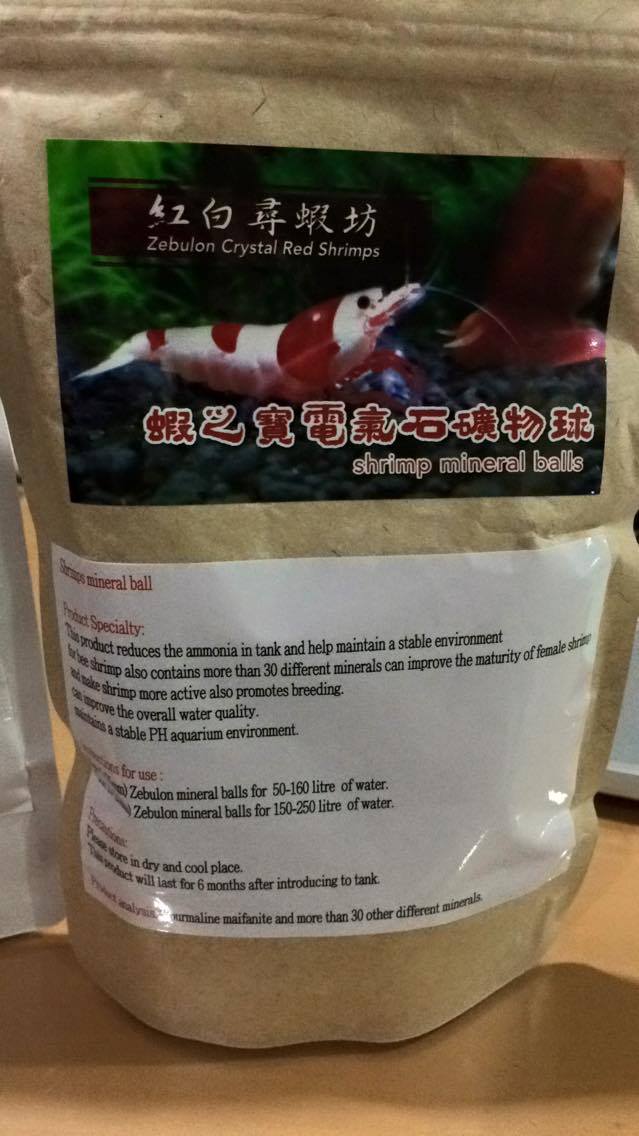 紅白尋蝦坊
Zebulon Crystal Red Shrimps
蝦之寶電氣石礦物球
shrimp mineral balls
Shrimps mineral ball
Product Specialty:
This product reduces the ammonia in tank and help maintain a stable environment
for bee shrimp also contains more than 30 different minerals can improve the maturity of female shrimp
and make shrimp more active also promotes breeding.
can improve the overall water quality.
maintains a stable PH aquarium environment.
for use :
Zebulon mineral balls for 50-160 litre of water.
Zebulon mineral balls for 150-250 litre of water.
Precautions:
Please store in dry and cool place.
This product will last for 6 months after introducing to tank.
Product analysis: Tourmaline maifanite and more than 30 other different minerals.